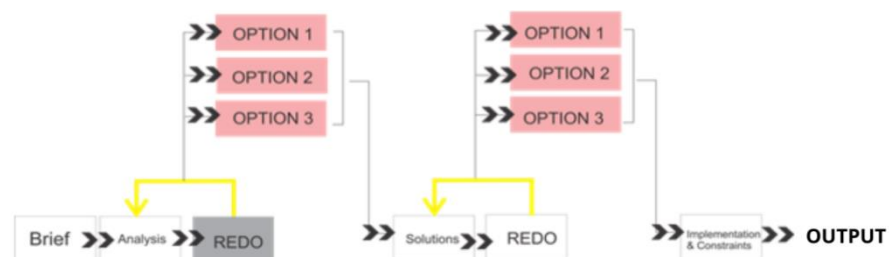 OPTION 1
OPTION 2
OPTION 3
OPTION 1
OPTION 2
OPTION 3
Brief
Analysis
REDO
Solutions
REDO
Implementation
& Constraints
OUTPUT